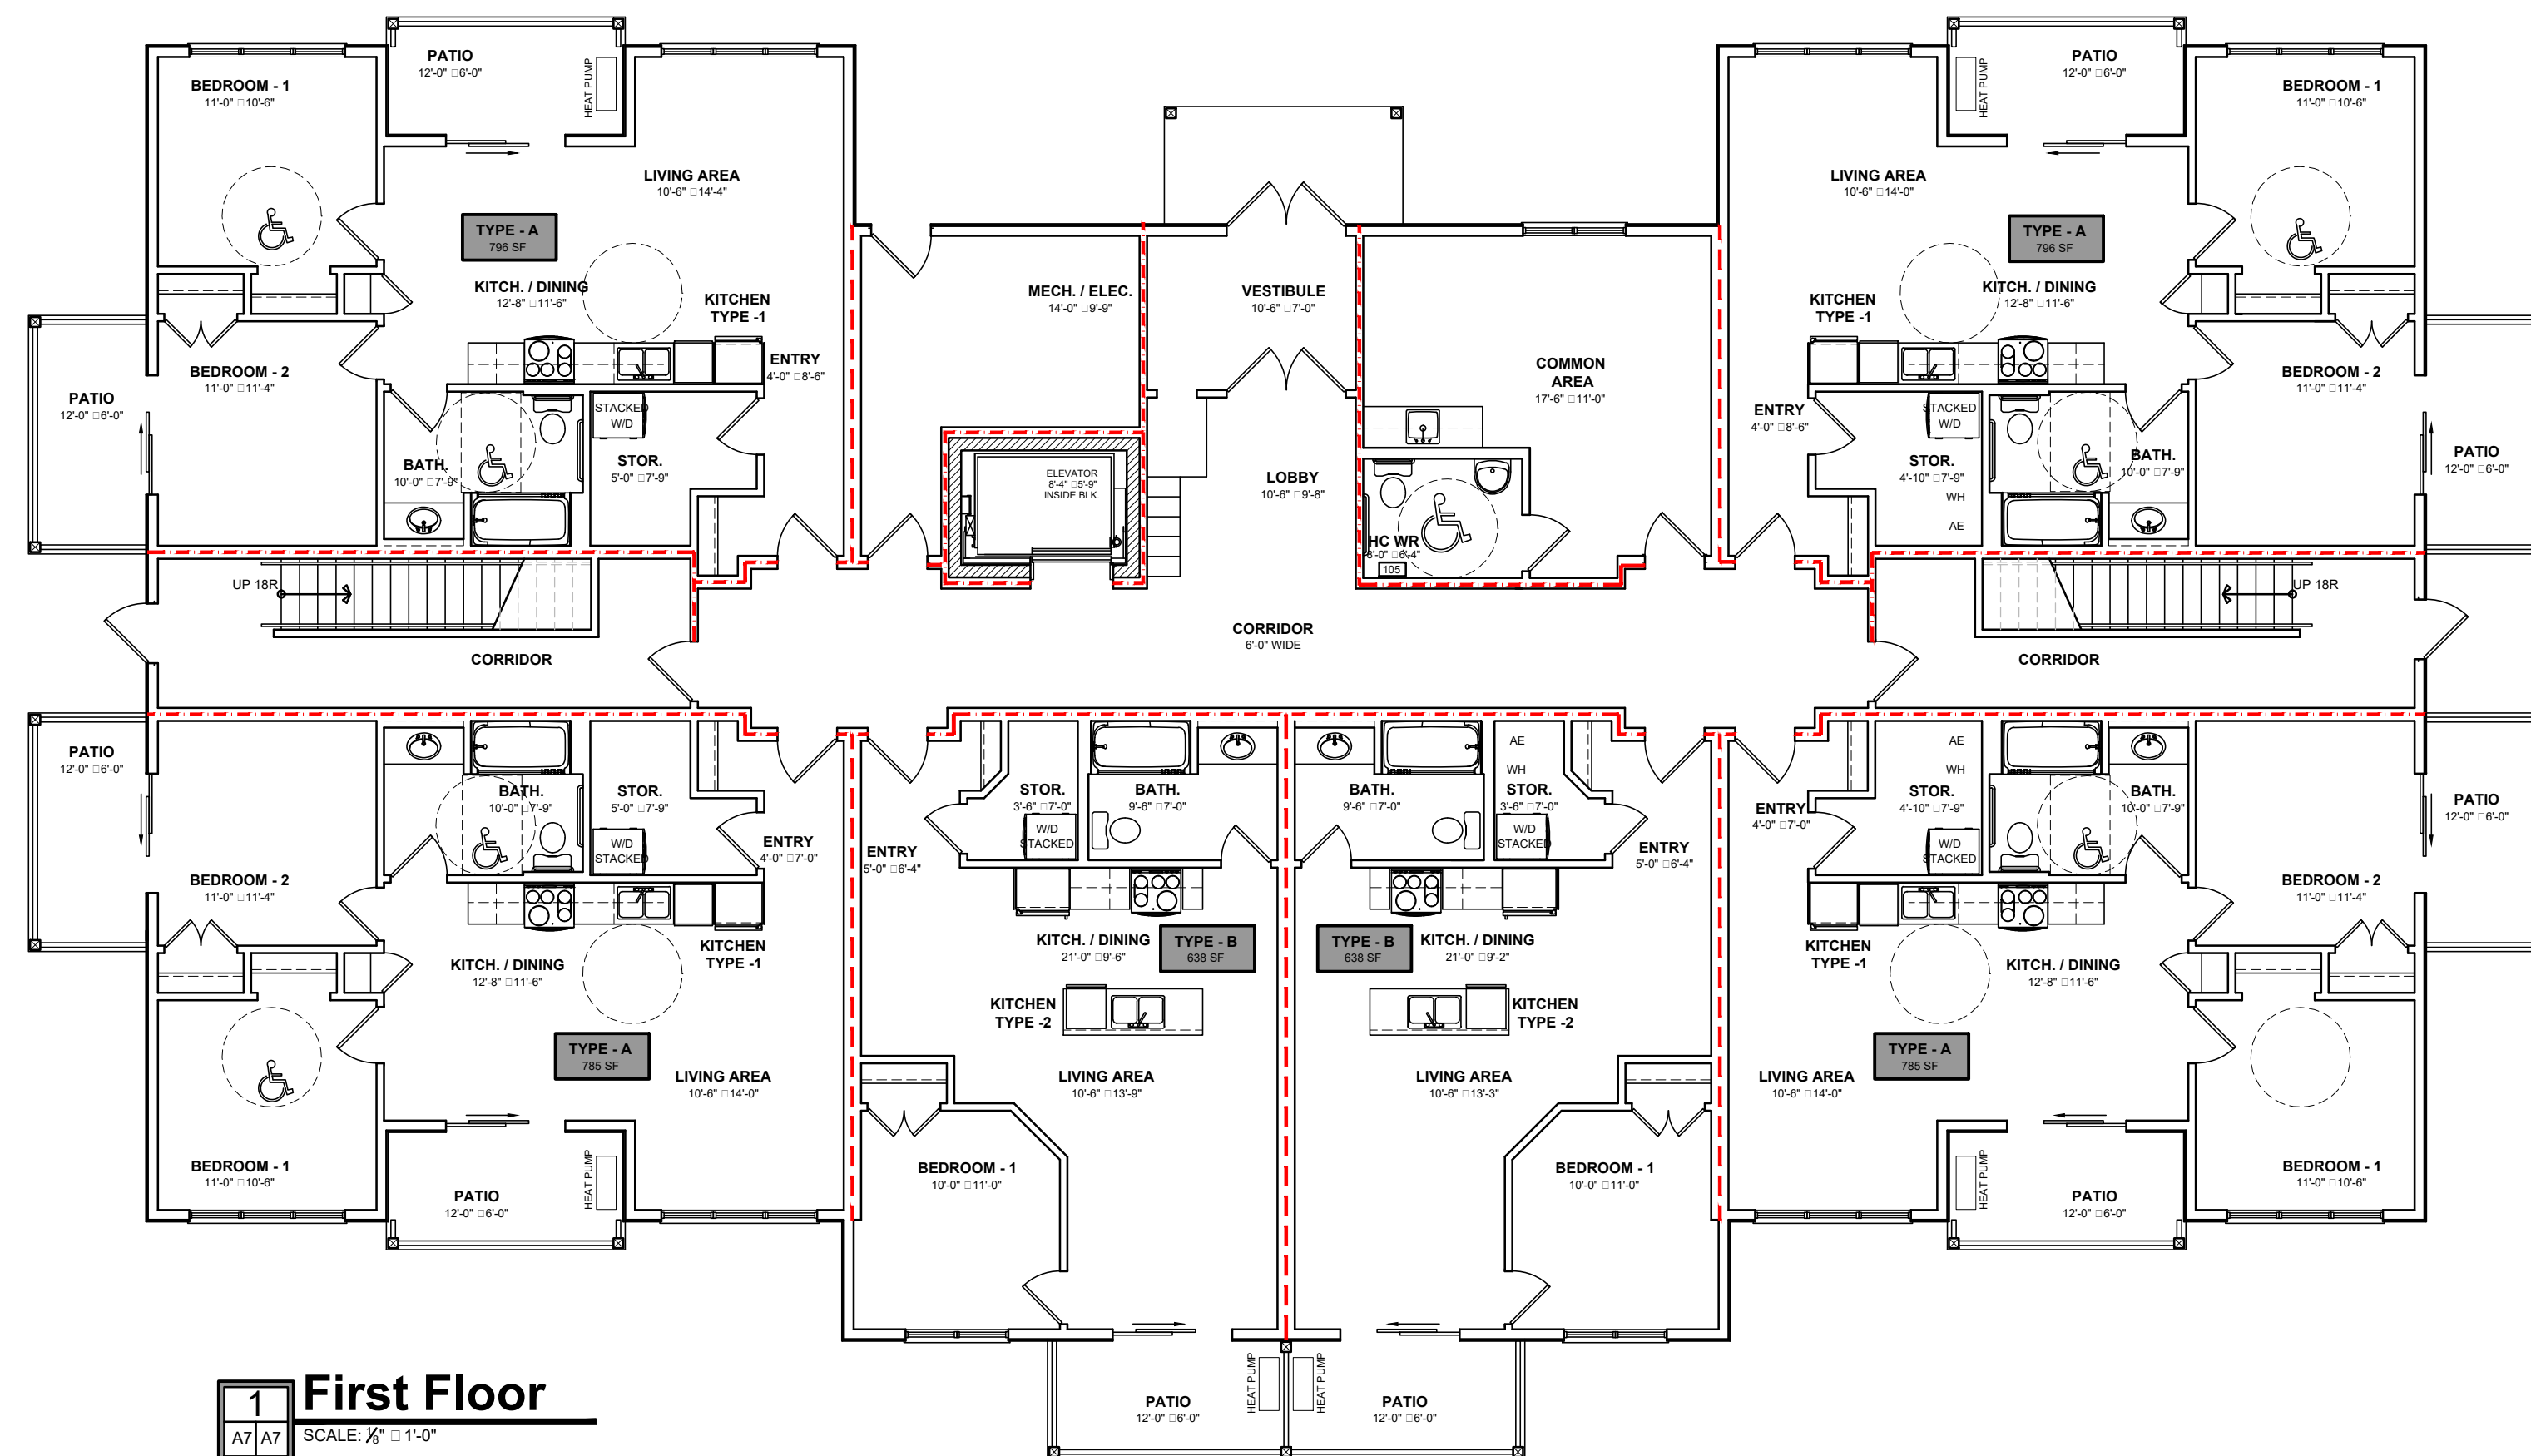 PATIO
12'-0" □6'-0"
HEAT PUMP
BEDROOM - 1
11'-0" □10'-6"
LIVING AREA
10'-6" □14'-4"
TYPE - A
796 SF
KITCH. / DINING
12'-8" □11'-6"
KITCHEN
TYPE -1
ENTRY
4'-0" □8'-6"
BEDROOM - 2
11'-0" □11'-4"
PATIO
12'-0" □6'-0"
STACKED
W/D
BATH.
10'-0" □7'-9"
STOR.
5'-0" □7'-9"
MECH. / ELEC.
14'-0" □9'-9"
VESTIBULE
10'-6" □7'-0"
COMMON
AREA
17'-6" □11'-0"
ELEVATOR
8'-4" □5'-9"
INSIDE BLK.
LOBBY
10'-6" □9'-8"
HC WR
8'-0" □6'-4"
105
PATIO
12'-0" □6'-0"
HEAT PUMP
BEDROOM - 1
11'-0" □10'-6"
LIVING AREA
10'-6" □14'-0"
TYPE - A
796 SF
KITCH. / DINING
12'-8" □11'-6"
KITCHEN
TYPE -1
BEDROOM - 2
11'-0" □11'-4"
ENTRY
4'-0" □8'-6"
STACKED
W/D
STOR.
4'-10" □7'-9"
WH
AE
BATH.
10'-0" □7'-9"
PATIO
12'-0" □6'-0"
UP 18R
CORRIDOR
CORRIDOR
6'-0" WIDE
UP 18R
CORRIDOR
PATIO
12'-0" □6'-0"
BATH.
10'-0" □7'-9"
STOR.
5'-0" □7'-9"
W/D
STACKED
ENTRY
4'-0" □7'-0"
BEDROOM - 2
11'-0" □11'-4"
KITCHEN
TYPE -1
KITCH. / DINING
12'-8" □11'-6"
TYPE - A
785 SF
LIVING AREA
10'-6" □14'-0"
BEDROOM - 1
11'-0" □10'-6"
PATIO
12'-0" □6'-0"
HEAT PUMP
STOR.
3'-6" □7'-0"
W/D
STACKED
BATH.
9'-6" □7'-0"
ENTRY
5'-0" □6'-4"
KITCH. / DINING
21'-0" □9'-6"
TYPE - B
638 SF
KITCHEN
TYPE -2
LIVING AREA
10'-6" □13'-9"
BEDROOM - 1
10'-0" □11'-0"
PATIO
12'-0" □6'-0"
HEAT PUMP
BATH.
9'-6" □7'-0"
AE
WH
STOR.
3'-6" □7'-0"
W/D
STACKED
ENTRY
5'-0" □6'-4"
TYPE - B
638 SF
KITCH. / DINING
21'-0" □9'-2"
KITCHEN
TYPE -2
LIVING AREA
10'-6" □13'-3"
BEDROOM - 1
10'-0" □11'-0"
HEAT PUMP
PATIO
12'-0" □6'-0"
AE
WH
STOR.
4'-10" □7'-9"
W/D
STACKED
BATH.
10'-0" □7'-9"
ENTRY
4'-0" □7'-0"
PATIO
12'-0" □6'-0"
BEDROOM - 2
11'-0" □11'-4"
KITCHEN
TYPE -1
KITCH. / DINING
12'-8" □11'-6"
TYPE - A
785 SF
LIVING AREA
10'-6" □14'-0"
HEAT PUMP
PATIO
12'-0" □6'-0"
BEDROOM - 1
11'-0" □10'-6"
1
A7 A7
First Floor
SCALE: ⅛" □ 1'-0"